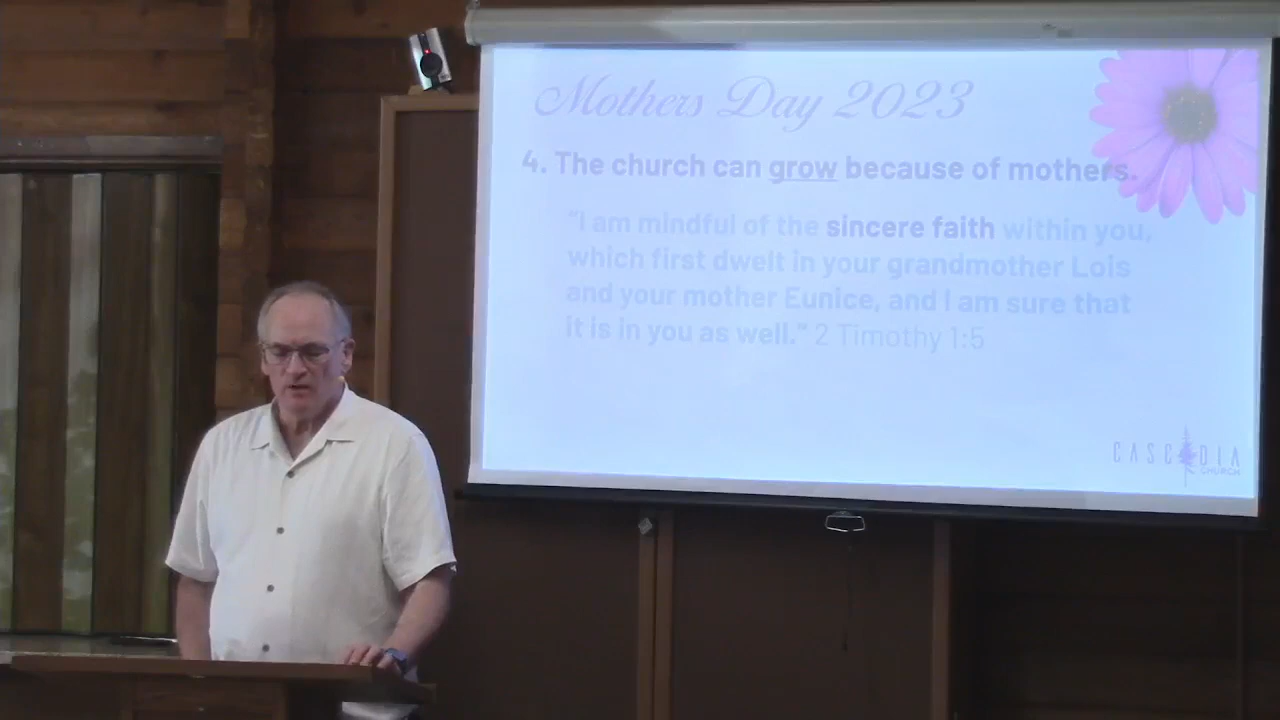 Mothers Day 2023
4. The church can grow because of mothers.
"I am mindful of the sincere faith within you,
which first dwelt in your grandmother Lois
and your mother Eunice, and I am sure that
it is in you as well." 2 Timothy 1:5
CASCADIA
CHURCH